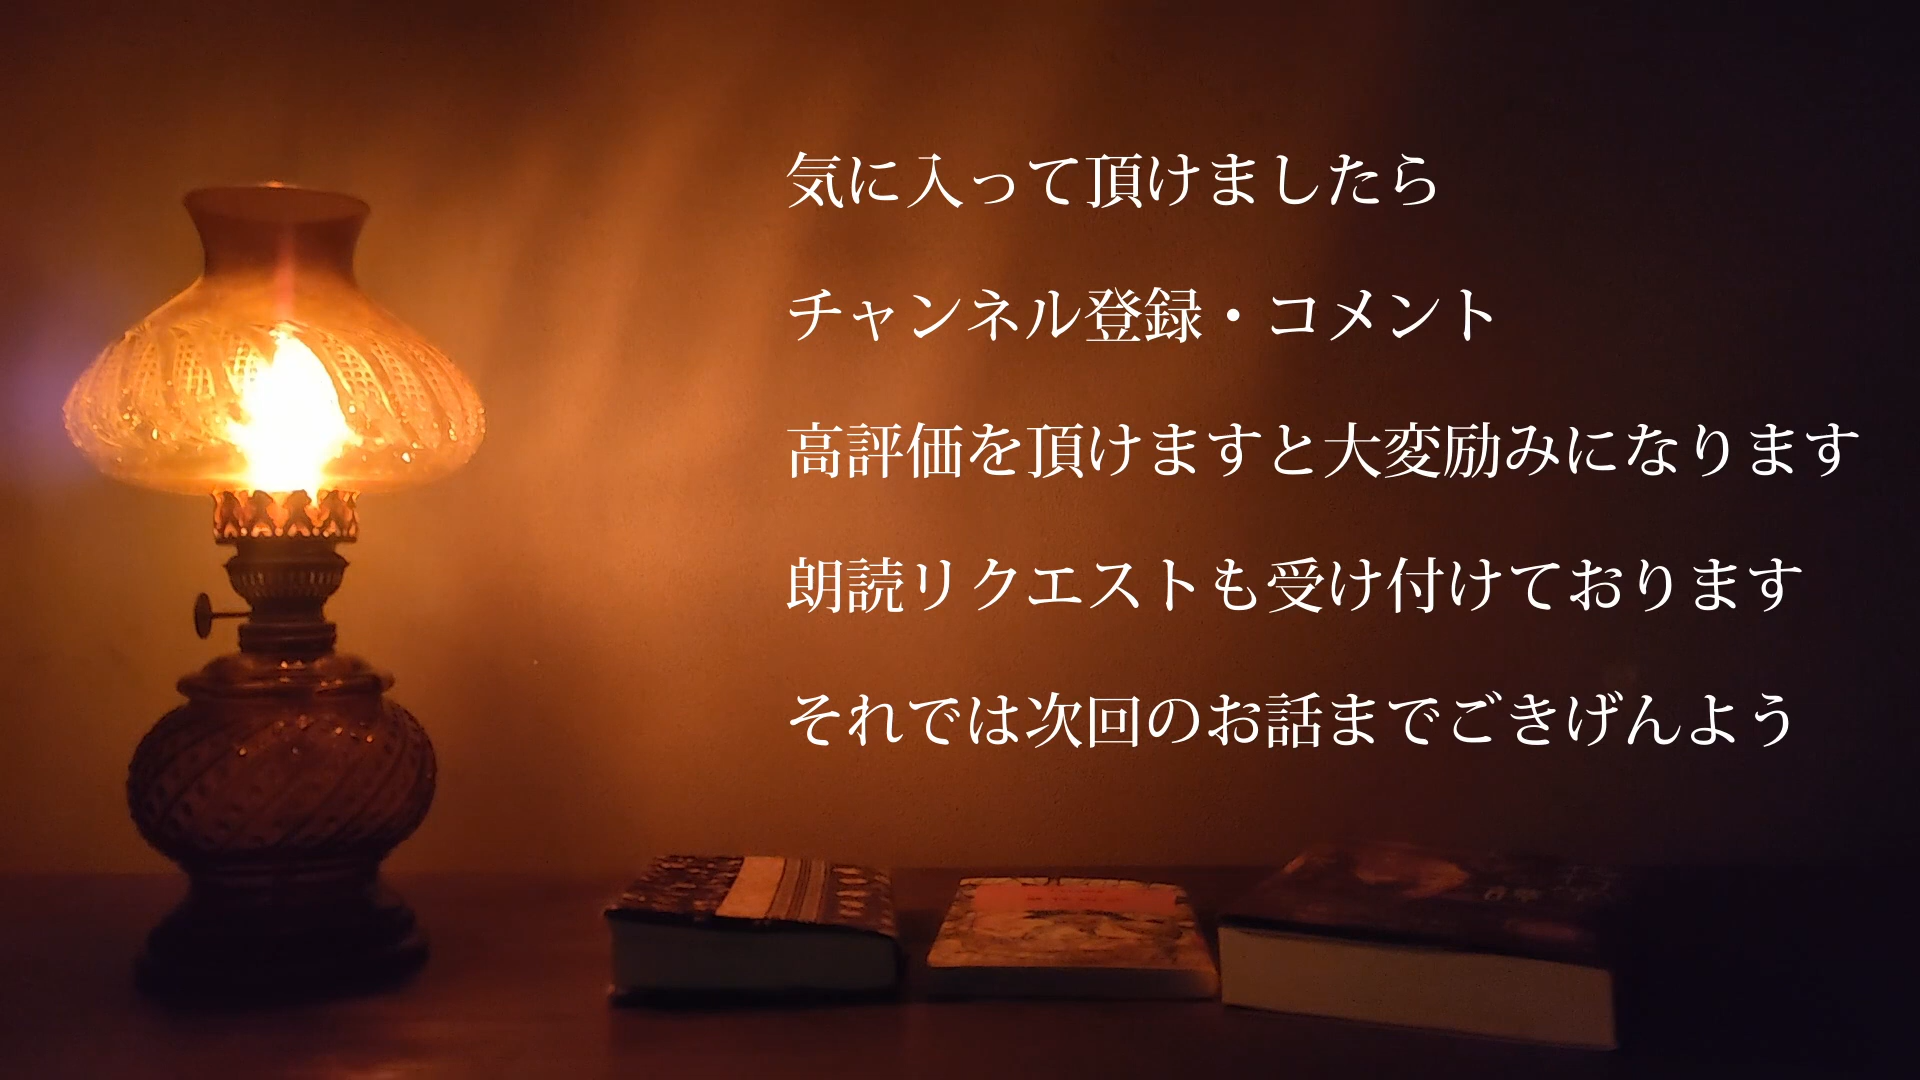 気に入って頂けましたら
チャンネル登録・コメント
高評価を頂けますと大変励みになります
朗読リクエストも受け付けております
それでは次回のお話までごきげんよう